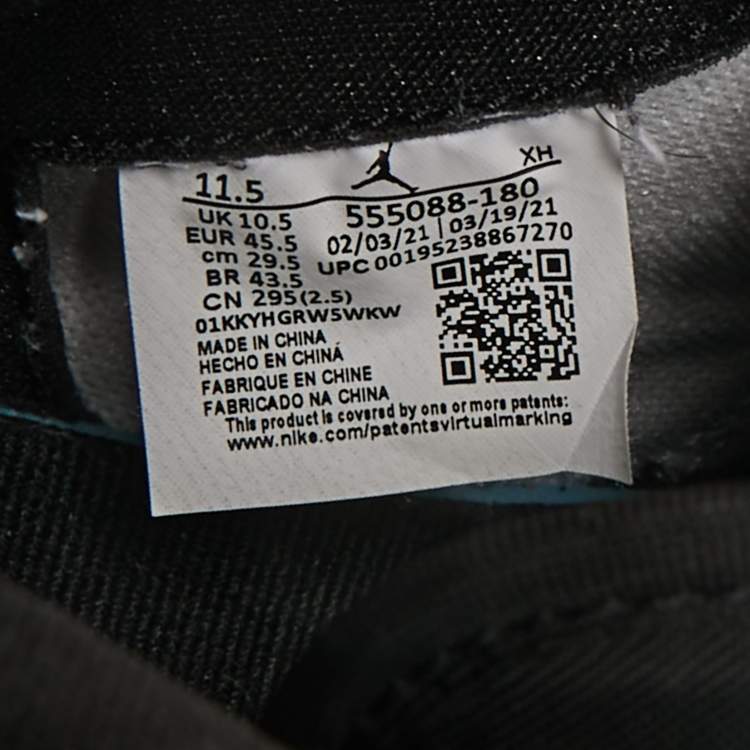 XH
11.5
555088-180
UK 10.5
02/03/21 | 03/19/21
EUR 45.5
UPC 00195238867270
cm 29.5
BR 43.5
CN 295(2.5)
01KKYHGRW5WKW
MADE IN CHINA
HECHO EN CHINA
FABRIQUE EN CHINE
FABRICADO NA CHINA
This product is covered by one or more patents:
www.nike.com/patentsvirtualmarking